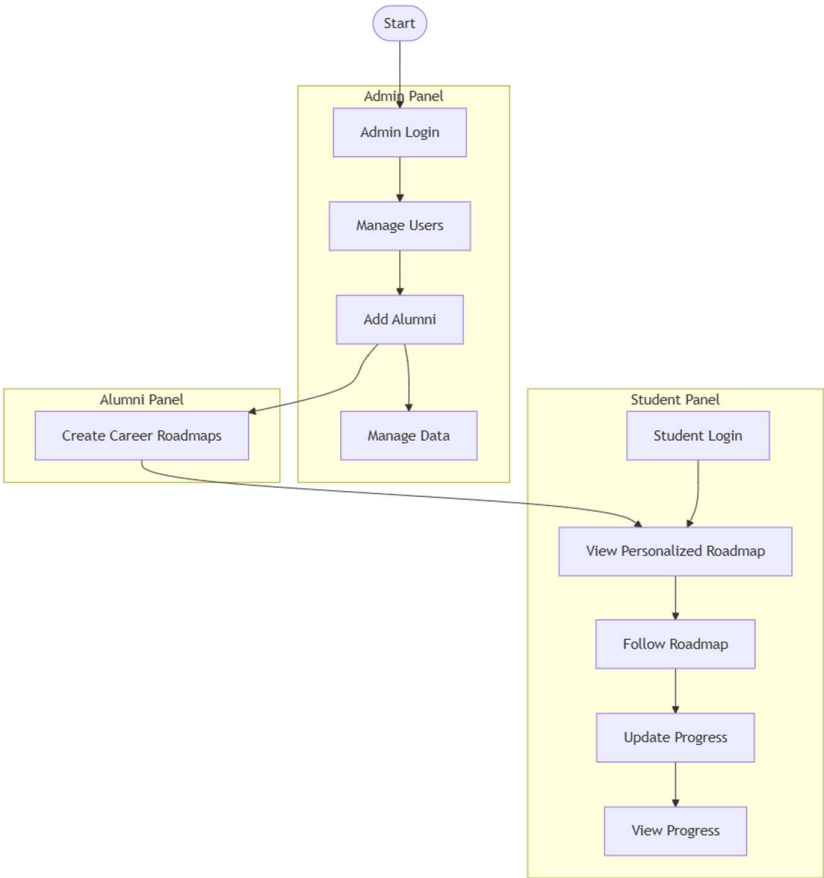 Start
Admin Panel
Admin Login
Manage Users
Add Alumni
Alumni Panel
Create Career Roadmaps
Manage Data
Student Panel
Student Login
View Personalized Roadmap
Follow Roadmap
Update Progress
View Progress